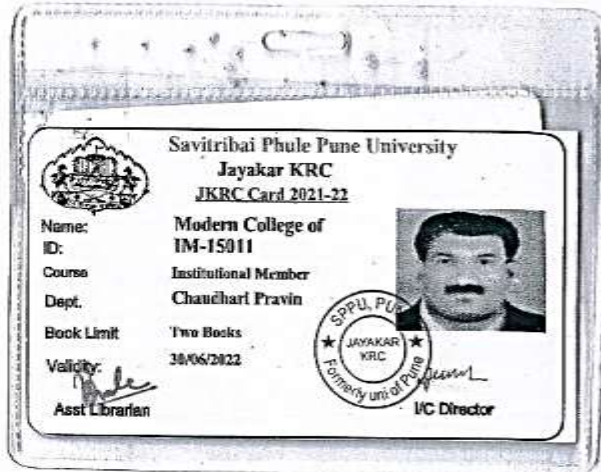 Savitribai Phule Pune University
Jayakar KRC
JKRC Card 2021-22
Name: Modern College of
ID: IM-15011
Course Institutional Member
Dept. Chaudhari Pravin
Book Limit Two Books
Validity: 30/06/2022
SPPU, PU
JAYAKAR
KRC
Formerly uni of Pune
Asst Librarian I/C Director